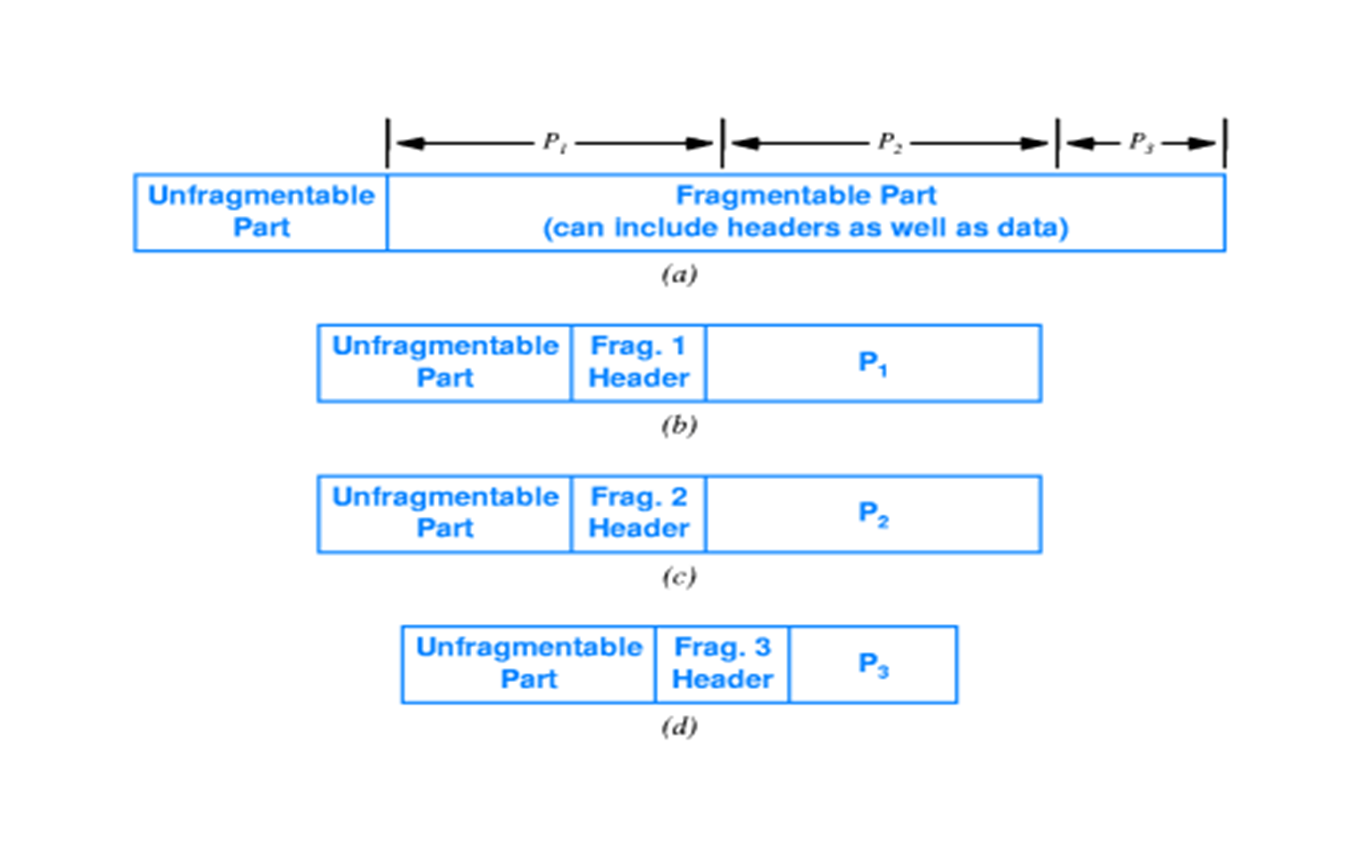 P₁ P₂ P₃
Unfragmentable Part
Fragmentable Part
(can include headers as well as data)
(a)
Unfragmentable Part
Frag. 1 Header
P₁
(b)
Unfragmentable Part
Frag. 2 Header
P₂
(c)
Unfragmentable Part
Frag. 3 Header
P₃
(d)